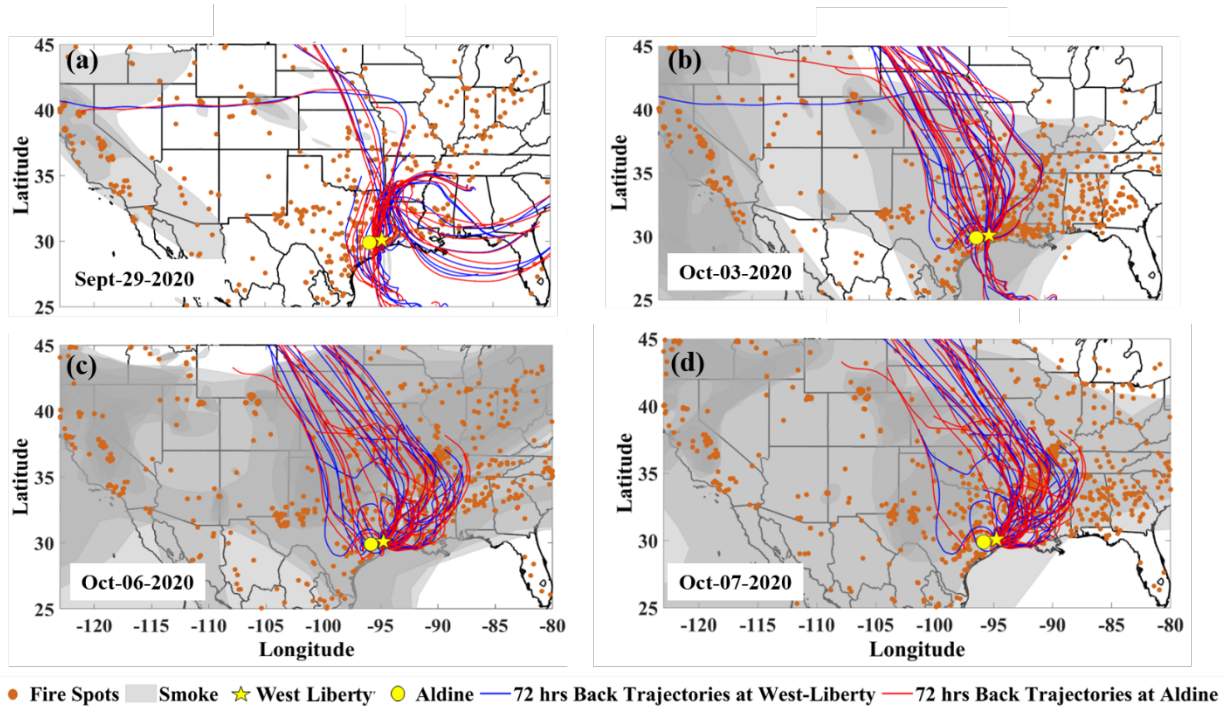 (a)
45
40
35
30
25
Latitude
Sept-29-2020
(b)
45
40
35
30
25
Latitude
Oct-03-2020
(c)
45
40
35
30
25
Latitude
Oct-06-2020
-120 -115 -110 -105 -100 -95 -90 -85 -80
Longitude
(d)
45
40
35
30
25
Latitude
Oct-07-2020
-120 -115 -110 -105 -100 -95 -90 -85 -80
Longitude
Fire Spots Smoke West Liberty Aldine 72 hrs Back Trajectories at West-Liberty 72 hrs Back Trajectories at Aldine